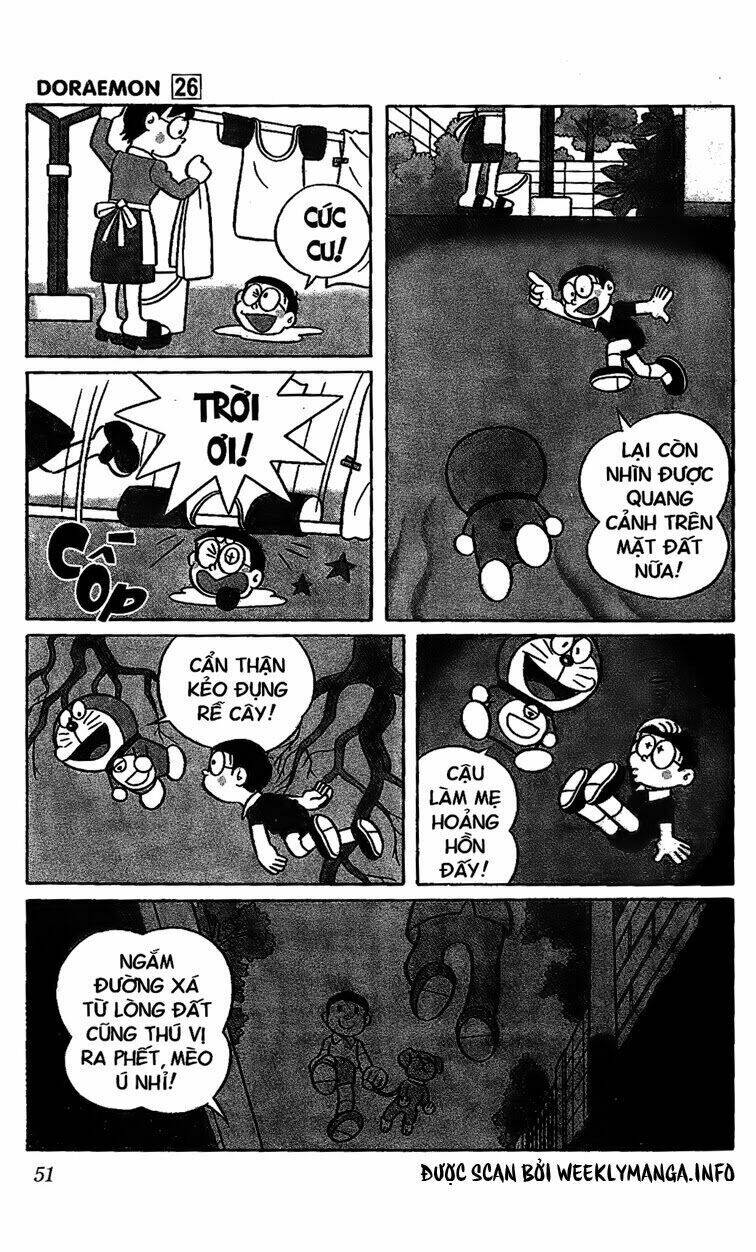 DORAEMON 26
CÚC
CU!
LẠI CÒN
NHÌN ĐƯỢC
QUANG
CẢNH TRÊN
MẶT ĐẤT
NỮA!
TRỜI
ƠI!
CỐP
CẨN THẬN
KẺO ĐỤNG
RỄ CÂY!
CẬU
LÀM MẸ
HOẢNG
HỒN
ĐẤY!
NGẮM
ĐƯỜNG XÁ
TỪ LÒNG ĐẤT
CŨNG THÚ VỊ
RA PHẾT, MÈO
Ú NHỈ!
51
ĐƯỢC SCAN BỞI WEEKLYMANGA.INFO